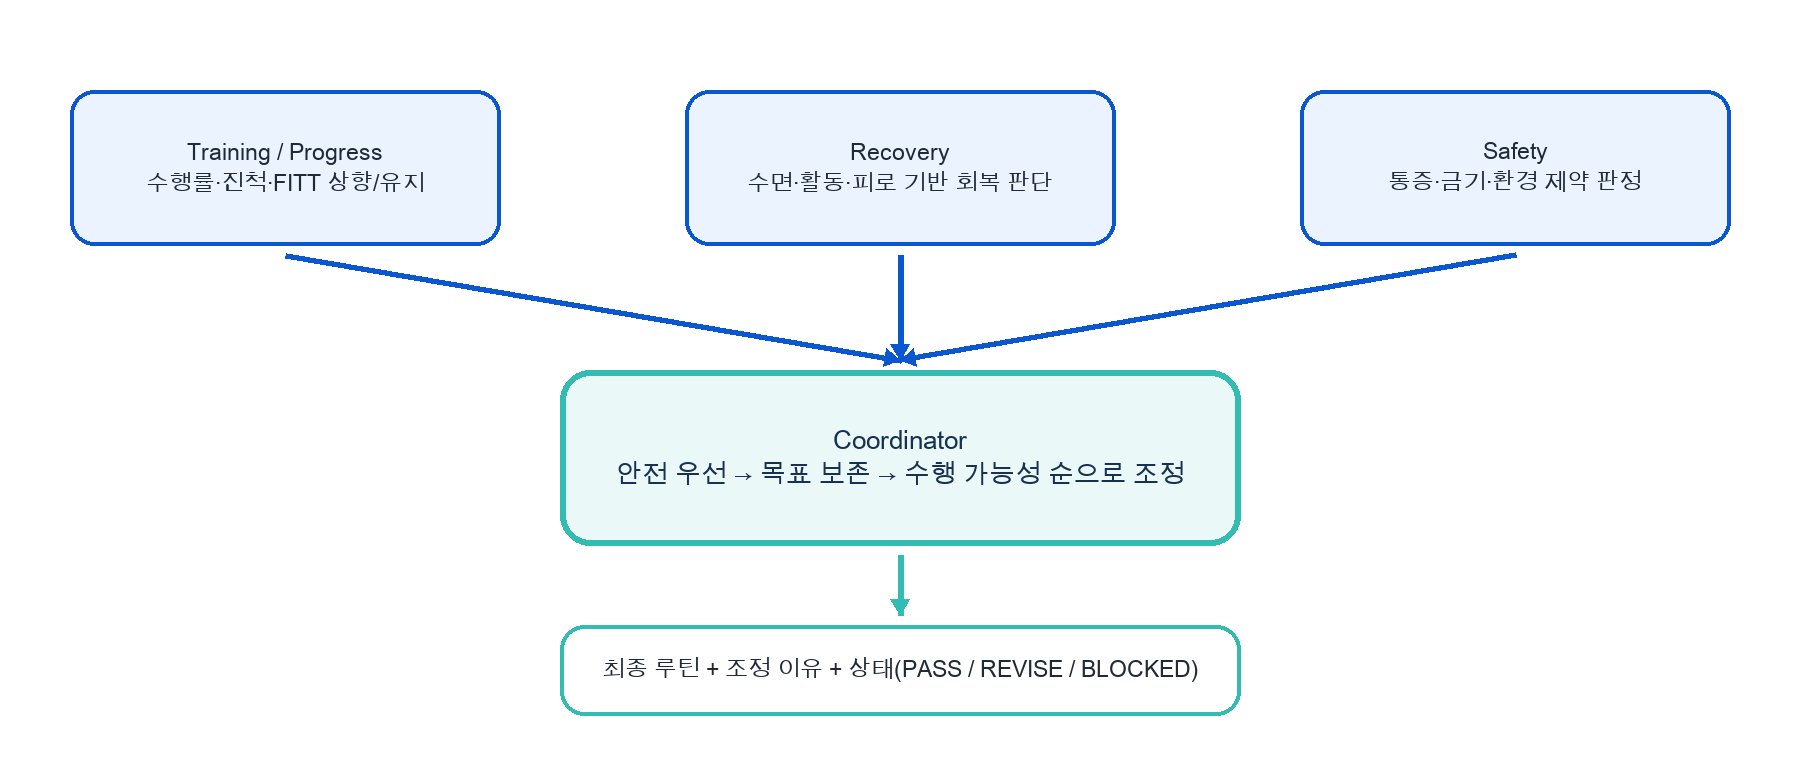 Training / Progress
수행률·진척·FITT 상향/유지
Recovery
수면·활동·피로 기반 회복 판단
Safety
통증·금기·환경 제약 판정
Coordinator
안전 우선 → 목표 보존 → 수행 가능성 순으로 조정
최종 루틴 + 조정 이유 + 상태(PASS / REVISE / BLOCKED)